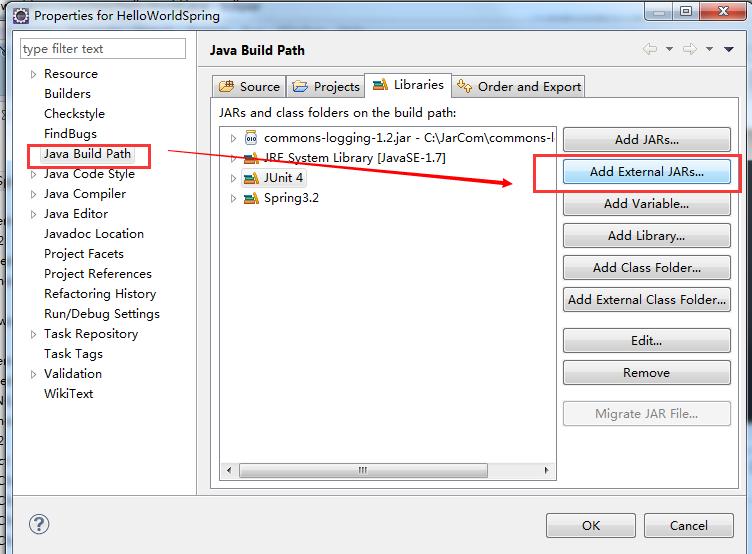 Properties for HelloWorldSpring
type filter text
Resource
Builders
Checkstyle
FindBugs
Java Build Path
Java Code Style
Java Compiler
Java Editor
Javadoc Location
Project Facets
Project References
Refactoring History
Run/Debug Settings
Task Repository
Task Tags
Validation
WikiText
Java Build Path
Source
Projects
Libraries
Order and Export
JARs and class folders on the build path:
commons-logging-1.2.jar - C:\JarCom\commons-l
JRE System Library [JavaSE-1.7]
JUnit 4
Spring3.2
Add JARs...
Add External JARs...
Add Variable...
Add Library...
Add Class Folder...
Add External Class Folder...
Edit...
Remove
Migrate JAR File...
OK
Cancel